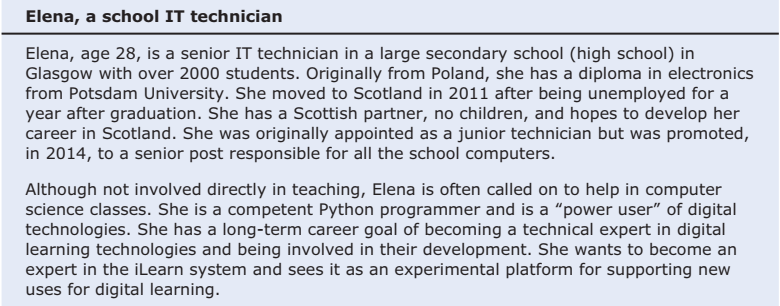 Elena, a school IT technician
Elena, age 28, is a senior IT technician in a large secondary school (high school) in
Glasgow with over 2000 students. Originally from Poland, she has a diploma in electronics
from Potsdam University. She moved to Scotland in 2011 after being unemployed for a
year after graduation. She has a Scottish partner, no children, and hopes to develop her
career in Scotland. She was originally appointed as a junior technician but was promoted,
in 2014, to a senior post responsible for all the school computers.
Although not involved directly in teaching, Elena is often called on to help in computer
science classes. She is a competent Python programmer and is a “power user” of digital
technologies. She has a long-term career goal of becoming a technical expert in digital
learning technologies and being involved in their development. She wants to become an
expert in the iLearn system and sees it as an experimental platform for supporting new
uses for digital learning.